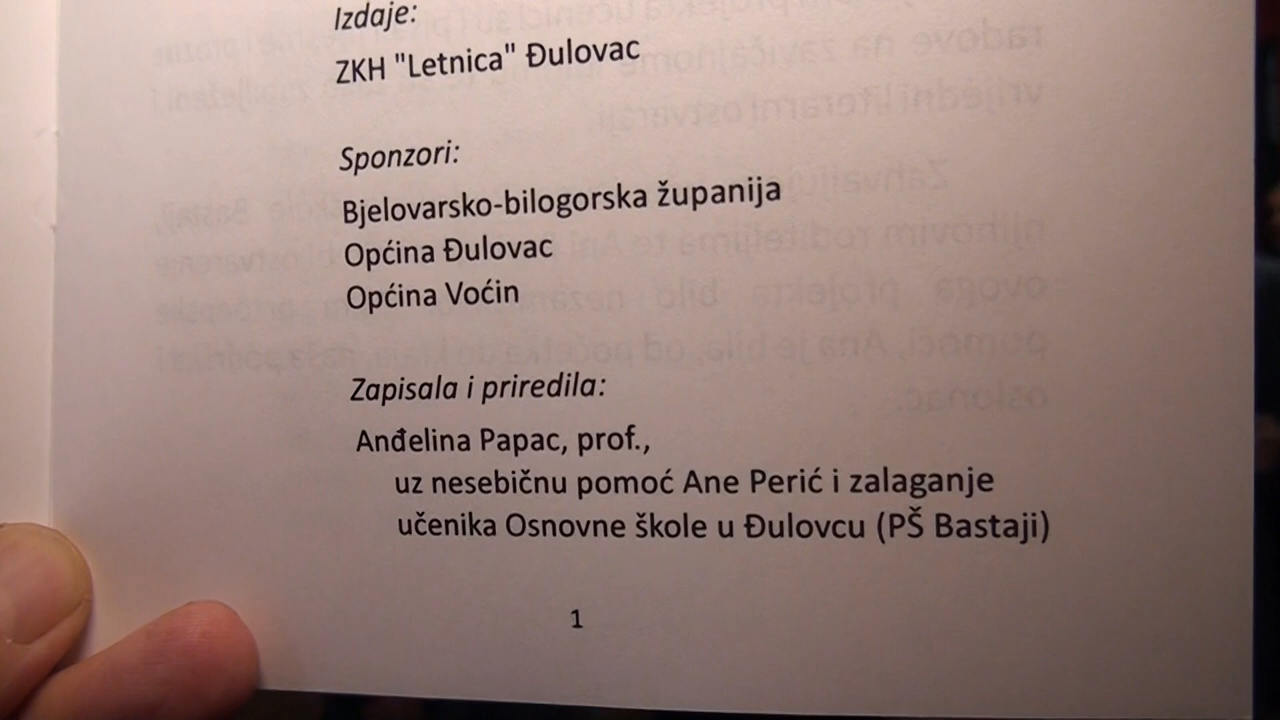 Izdaje:
ZKH "Letnica" Đulovac
Sponzori:
Bjelovarsko-bilogorska županija
Općina Đulovac
Općina Voćin
Zapisala i priredila:
Anđelina Papac, prof.,
uz nesebičnu pomoć Ane Perić i zalaganje
učenika Osnovne škole u Đulovcu (PŠ Bastaji)
1